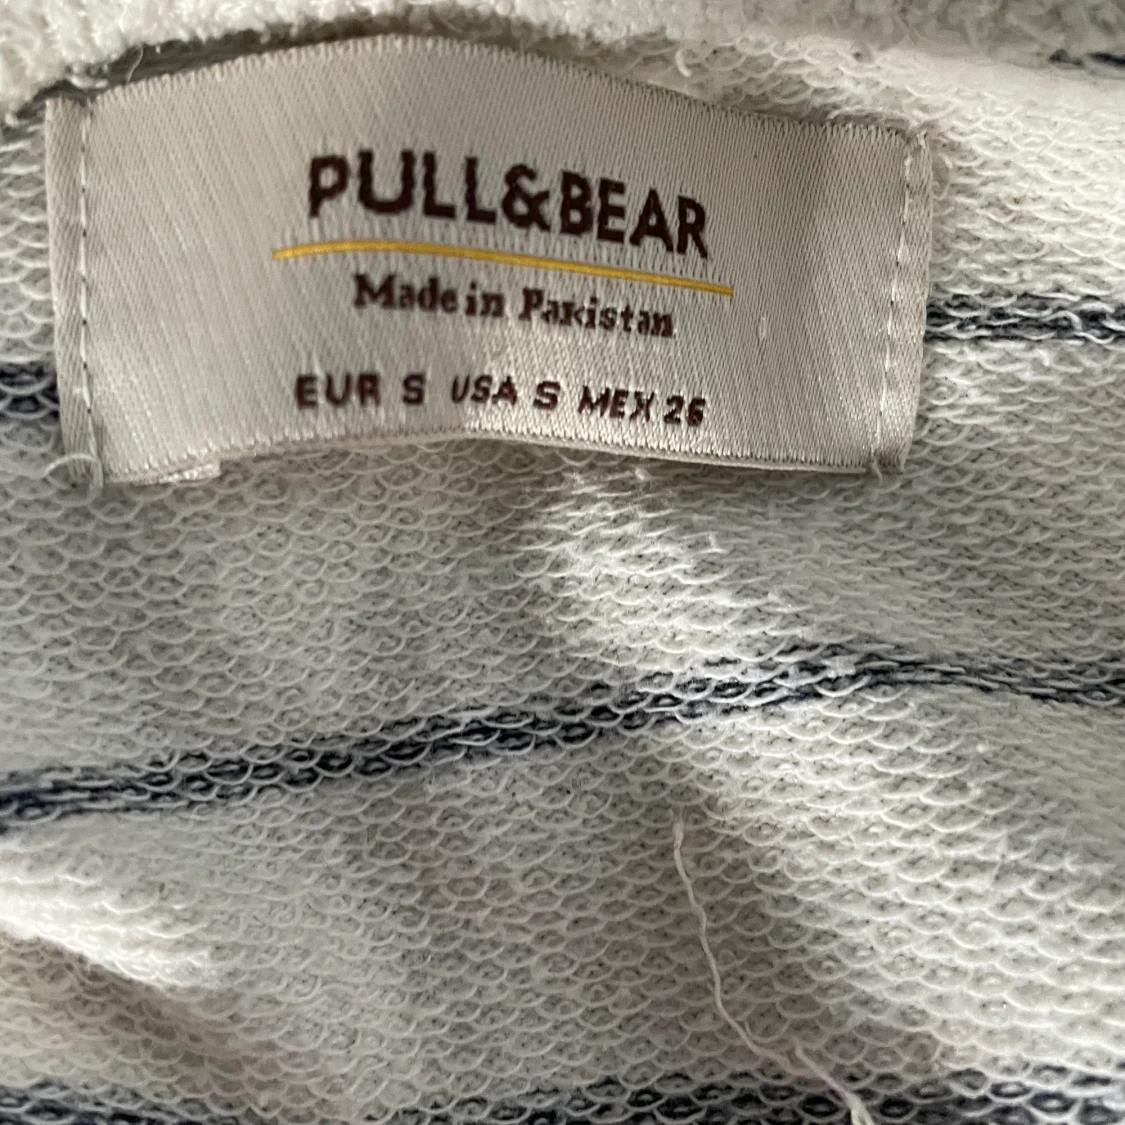 PULL&BEAR
Made in Pakistan
EUR S USA S MEX 26